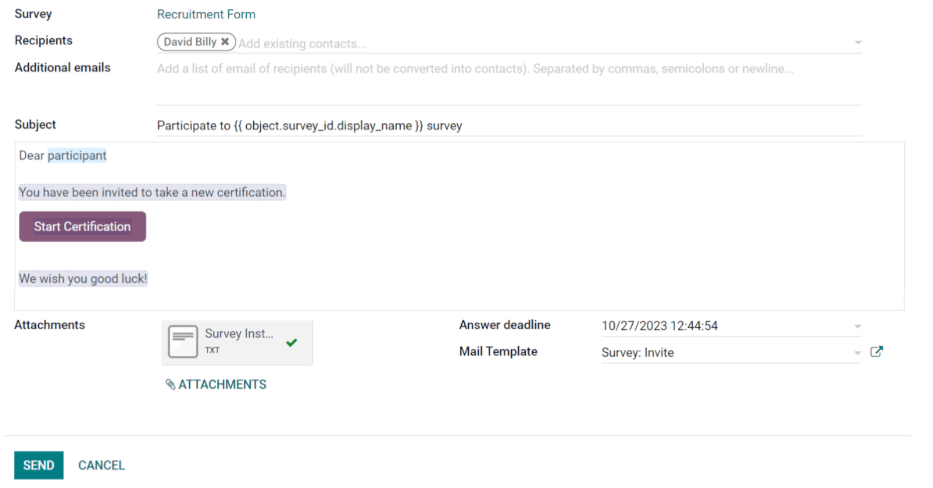 Survey Recruitment Form
Recipients David Billy ✖ Add existing contacts...
Additional emails Add a list of email of recipients (will not be converted into contacts). Separated by commas, semicolons or newline...
Subject Participate to {{ object.survey_id.display_name }} survey
Dear participant
You have been invited to take a new certification.
Start Certification
We wish you good luck!
Attachments
Survey Inst...
TXT
ATTACHMENTS
Answer deadline 10/27/2023 12:44:54
Mail Template Survey: Invite
SEND CANCEL